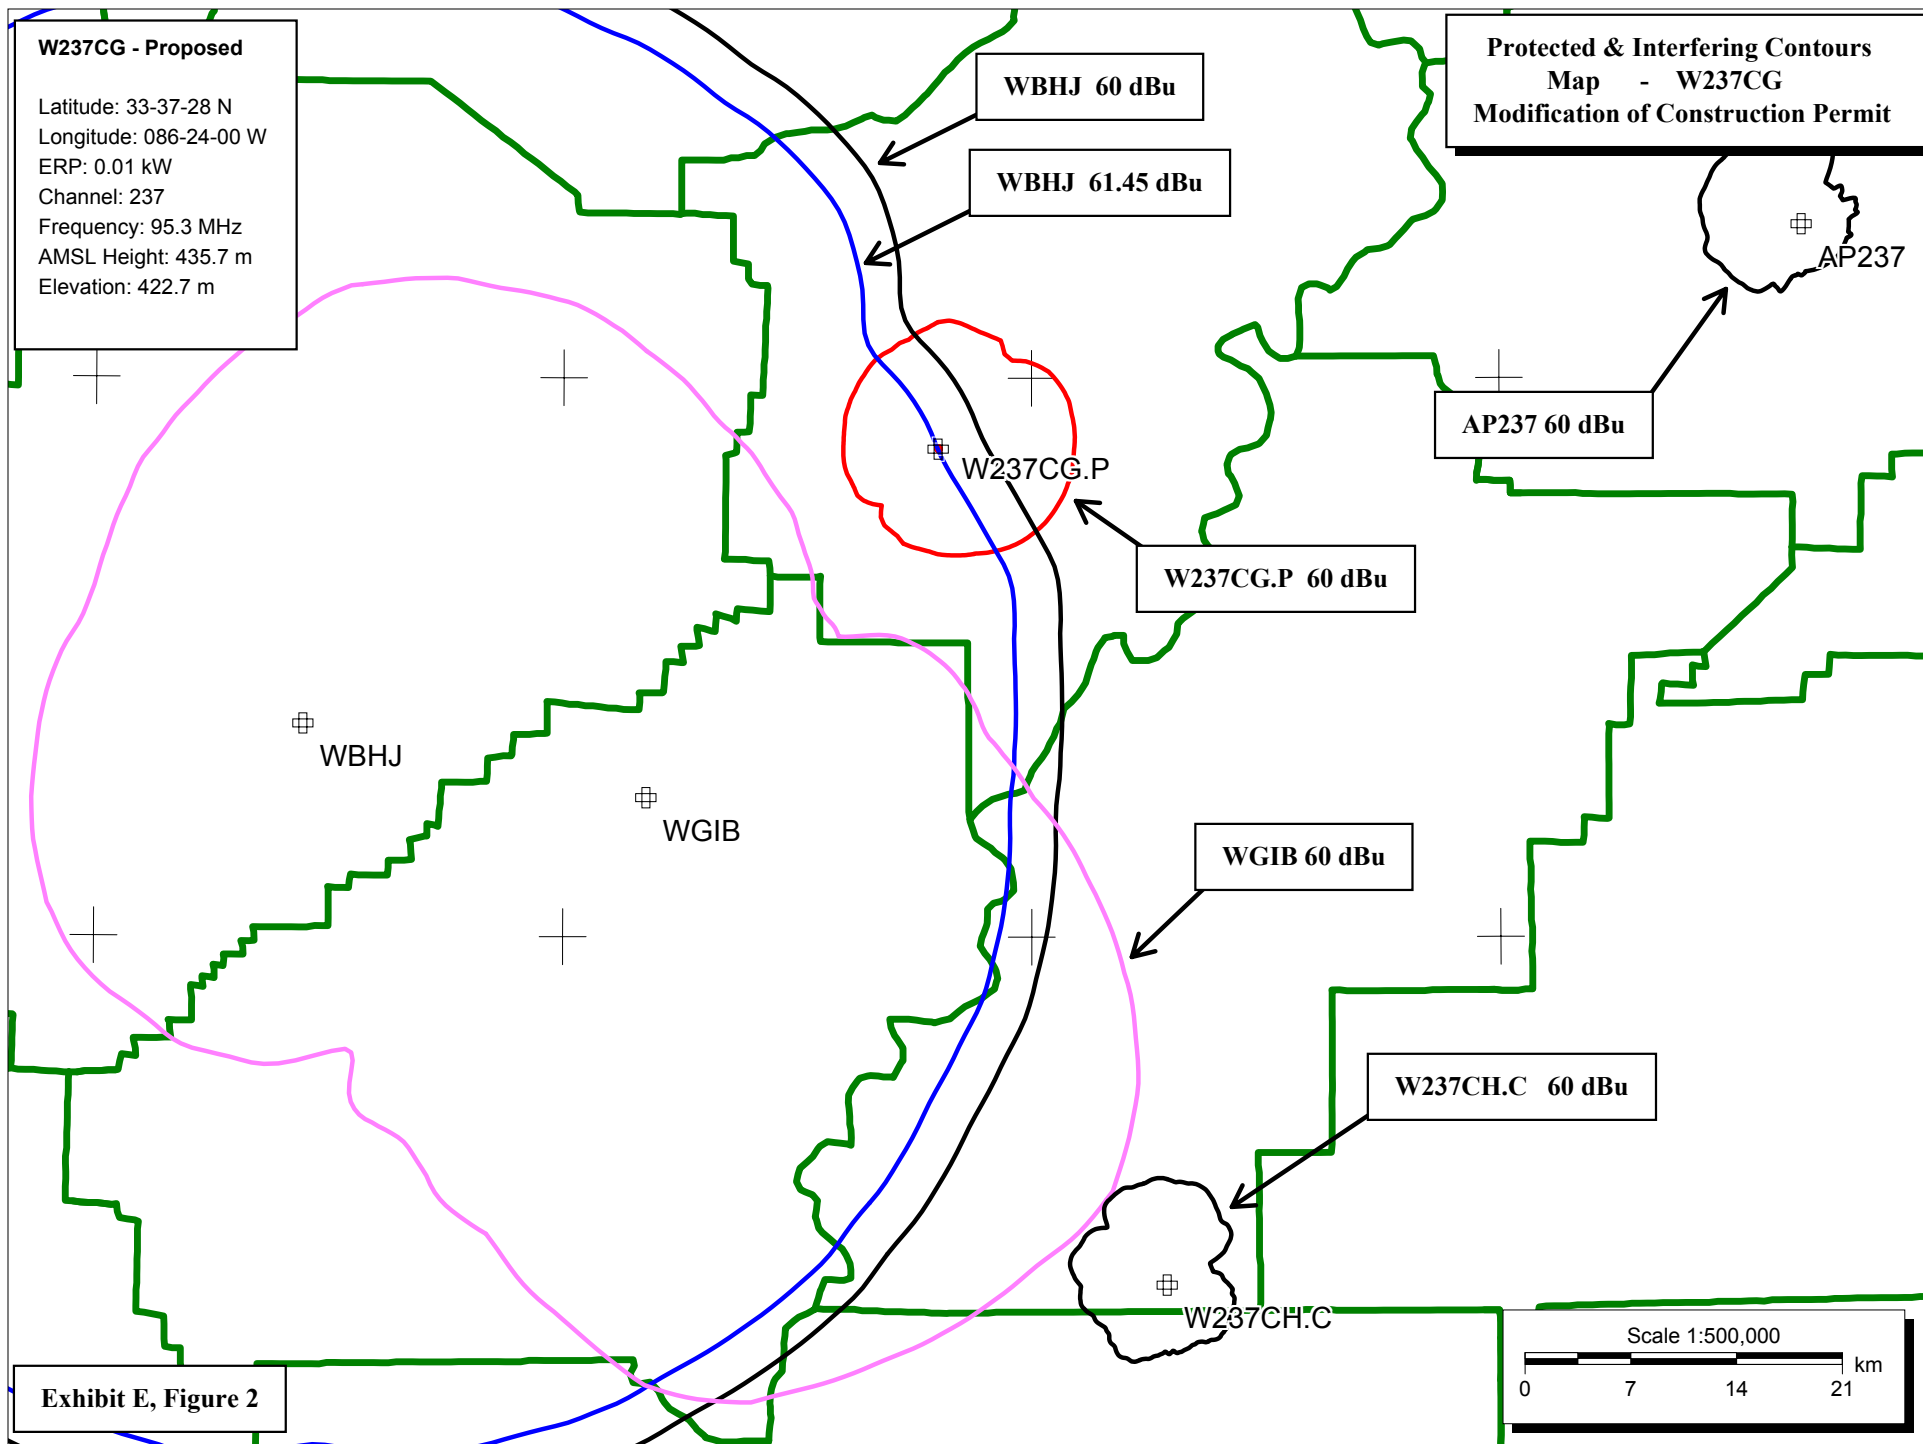 W237CG - Proposed
Latitude: 33-37-28 N
Longitude: 086-24-00 W
ERP: 0.01 kW
Channel: 237
Frequency: 95.3 MHz
AMSL Height: 435.7 m
Elevation: 422.7 m
Protected & Interfering Contours
Map - W237CG
Modification of Construction Permit
WBHJ 60 dBu
WBHJ 61.45 dBu
AP237
AP237 60 dBu
W237CG.P
W237CG.P 60 dBu
WBHJ
WGIB
WGIB 60 dBu
W237CH.C 60 dBu
W237CH.C
Scale 1:500,000
km
0 7 14 21
Exhibit E, Figure 2